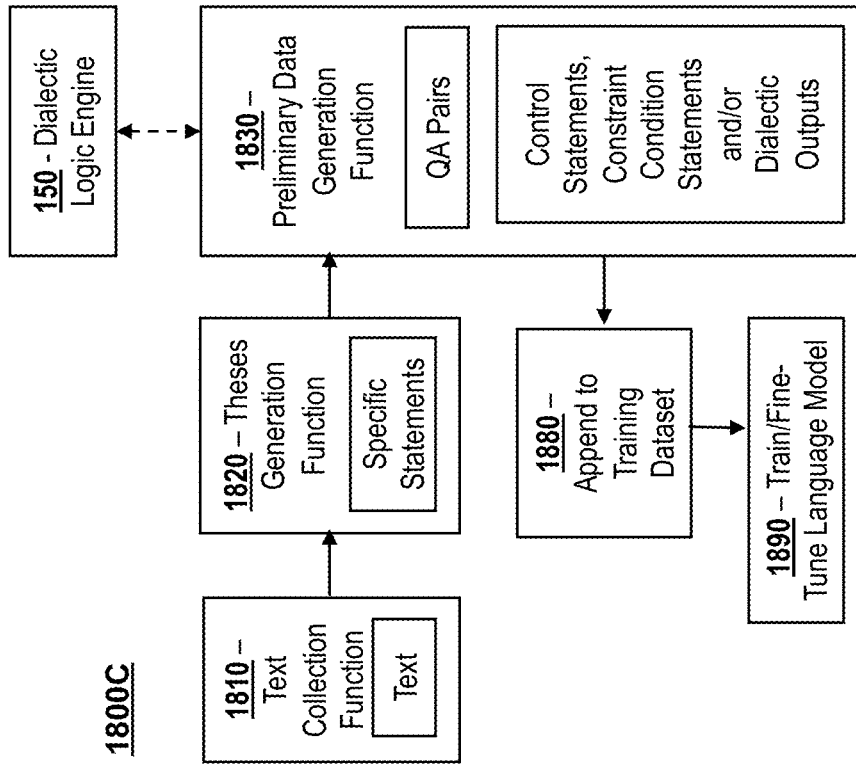 1800C
1810 –
Text
Collection
Function
Text
1820 – Theses
Generation
Function
Specific
Statements
150 - Dialectic
Logic Engine
1830 –
Preliminary Data
Generation
Function
QA Pairs
Control
Statements,
Constraint
Condition
Statements
and/or
Dialectic
Outputs
1880 –
Append to
Training
Dataset
1890 – Train/Fine-
Tune Language Model